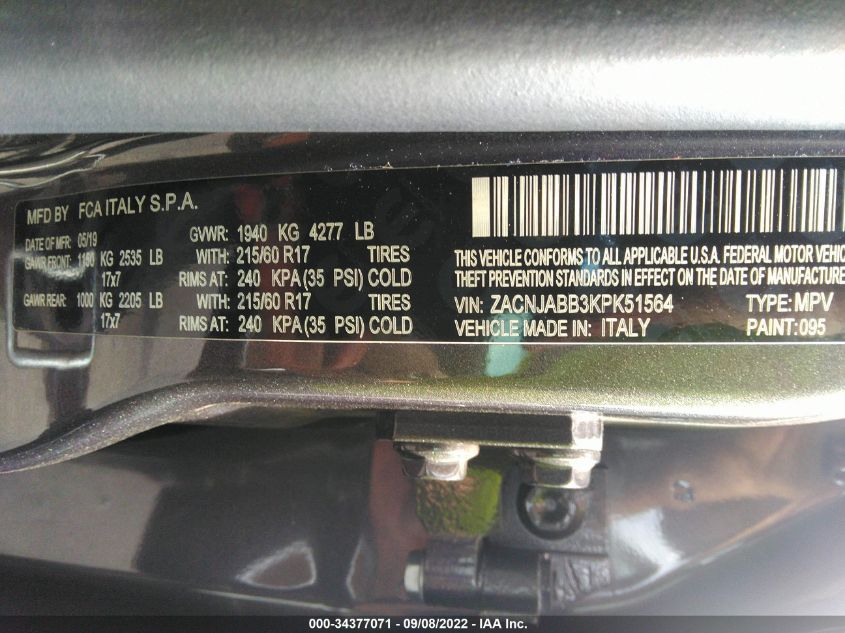 MFD BY FCA ITALY S.P.A.
DATE OF MFR: 05/19 GVWR: 1940 KG 4277 LB
GAWR FRONT: 1150 KG 2535 LB WITH: 215/60 R17 TIRES
17x7 RIMS AT: 240 KPA (35 PSI) COLD
GAWR REAR: 1000 KG 2205 LB WITH: 215/60 R17 TIRES
17x7 RIMS AT: 240 KPA (35 PSI) COLD
THIS VEHICLE CONFORMS TO ALL APPLICABLE U.S.A. FEDERAL MOTOR VEHIC
THEFT PREVENTION STANDARDS IN EFFECT ON THE DATE OF MANUFACTURE
VIN: ZACNJABB3KPK51564 TYPE: MPV
VEHICLE MADE IN: ITALY PAINT: 095
000-34377071 - 09/08/2022 - IAA Inc.